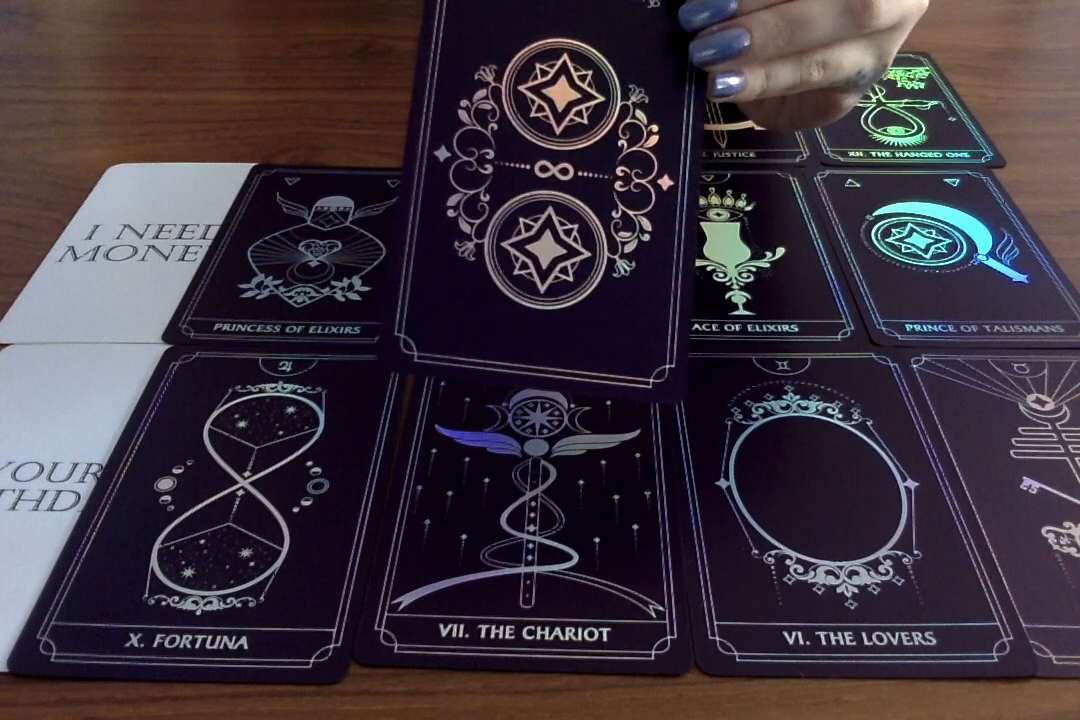 JUSTICE
XII. THE HANGED ONE
I NEED
MONE
PRINCESS OF ELIXIRS
ACE OF ELIXIRS
PRINCE OF TALISMANS
YOUR
THD
X. FORTUNA
VII. THE CHARIOT
VI. THE LOVERS